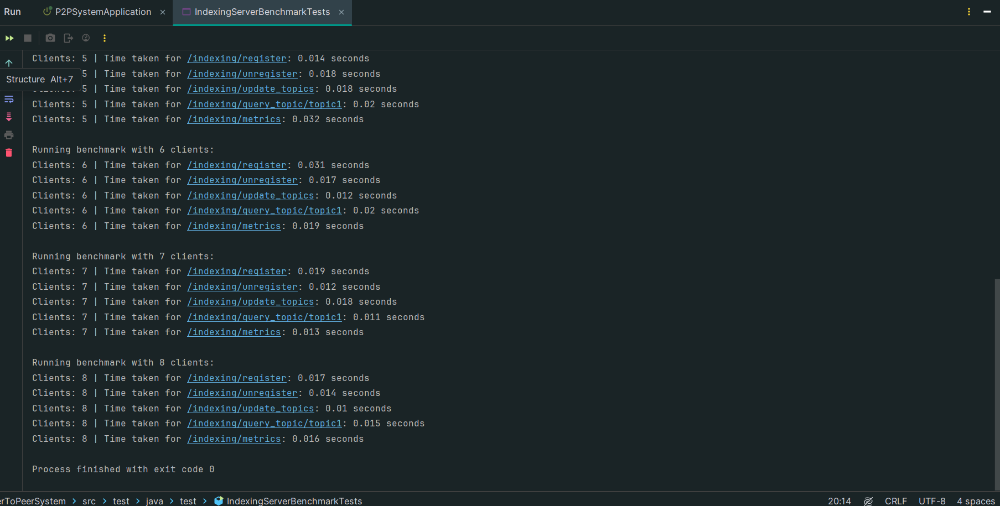 Run P2PSystemApplication IndexingServerBenchmarkTests
Clients: 5 | Time taken for /indexing/register: 0.014 seconds
5 | Time taken for /indexing/unregister: 0.018 seconds
Structure Alt+7
Clients: 5 | Time taken for /indexing/update_topics: 0.018 seconds
Clients: 5 | Time taken for /indexing/query_topic/topic1: 0.02 seconds
Clients: 5 | Time taken for /indexing/metrics: 0.032 seconds
Running benchmark with 6 clients:
Clients: 6 | Time taken for /indexing/register: 0.031 seconds
Clients: 6 | Time taken for /indexing/unregister: 0.017 seconds
Clients: 6 | Time taken for /indexing/update_topics: 0.012 seconds
Clients: 6 | Time taken for /indexing/query_topic/topic1: 0.02 seconds
Clients: 6 | Time taken for /indexing/metrics: 0.019 seconds
Running benchmark with 7 clients:
Clients: 7 | Time taken for /indexing/register: 0.019 seconds
Clients: 7 | Time taken for /indexing/unregister: 0.012 seconds
Clients: 7 | Time taken for /indexing/update_topics: 0.018 seconds
Clients: 7 | Time taken for /indexing/query_topic/topic1: 0.011 seconds
Clients: 7 | Time taken for /indexing/metrics: 0.013 seconds
Running benchmark with 8 clients:
Clients: 8 | Time taken for /indexing/register: 0.017 seconds
Clients: 8 | Time taken for /indexing/unregister: 0.014 seconds
Clients: 8 | Time taken for /indexing/update_topics: 0.01 seconds
Clients: 8 | Time taken for /indexing/query_topic/topic1: 0.015 seconds
Clients: 8 | Time taken for /indexing/metrics: 0.016 seconds
Process finished with exit code 0
erToPeerSystem > src > test > java > test > IndexingServerBenchmarkTests 20:14 CRLF UTF-8 4 spaces